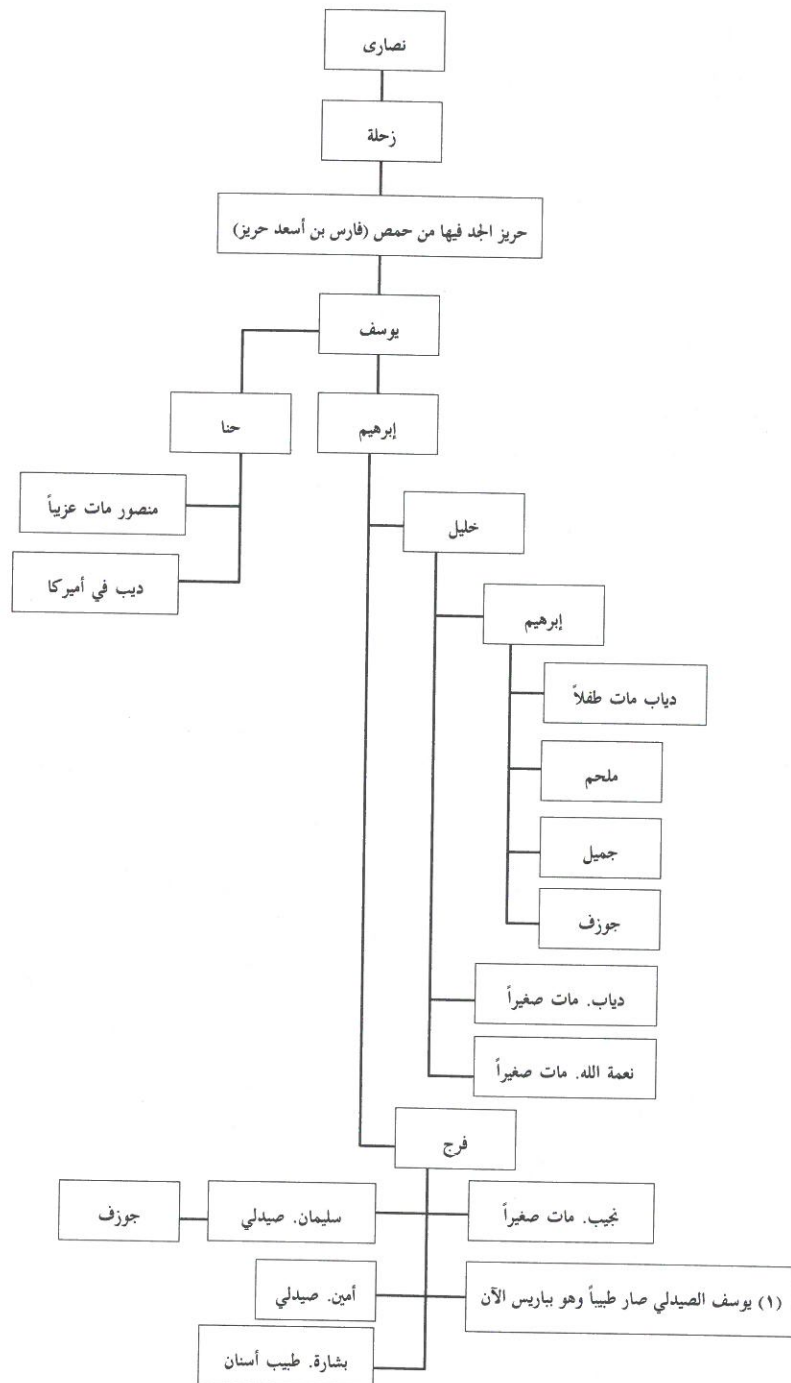 نصارى
زحلة
حريز الجد فيها من حمص (فارس بن أسعد حريز)
يوسف
إبرهيم
حنا
منصور مات عزيباً
ديب في أميركا
خليل
إبرهيم
دياب مات طفلاً
ملحم
جميل
جوزف
دياب. مات صغيراً
نعمة الله. مات صغيراً
فرج
نجيب. مات صغيراً
سليمان. صيدلي
جوزف
(١) يوسف الصيدلي صار طبيباً وهو بباريس الآن
أمين. صيدلي
بشارة. طبيب أسنان